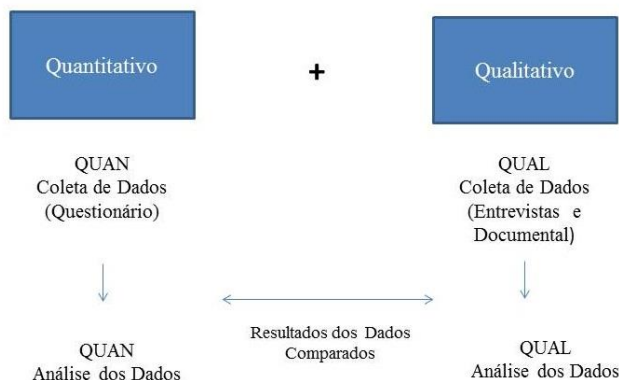 Quantitativo
+
Qualitativo
QUAN
Coleta de Dados
(Questionário)
QUAL
Coleta de Dados
(Entrevistas e
Documental)
Resultados dos Dados
Comparados
QUAN
Análise dos Dados
QUAL
Análise dos Dados